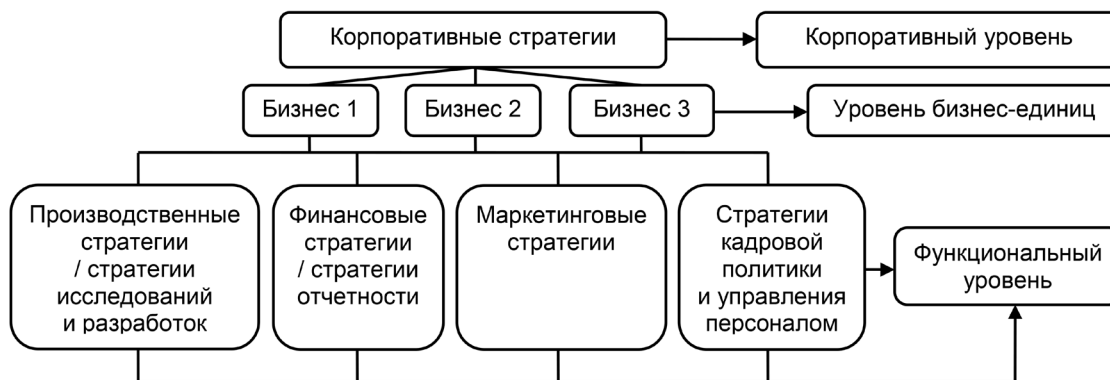 Корпоративные стратегии
Корпоративный уровень
Бизнес 1
Бизнес 2
Бизнес 3
Уровень бизнес-единиц
Производственные
стратегии
/ стратегии
исследований
и разработок
Финансовые
стратегии
/ стратегии
отчетности
Маркетинговые
стратегии
Стратегии
кадровой
политики
и управления
персоналом
Функциональный
уровень